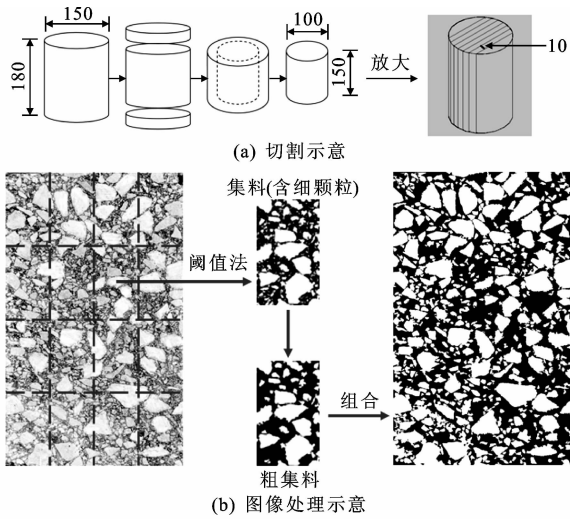 150
180
100
150
放大
10
(a) 切割示意
集料(含细颗粒)
阈值法
组合
粗集料
(b) 图像处理示意